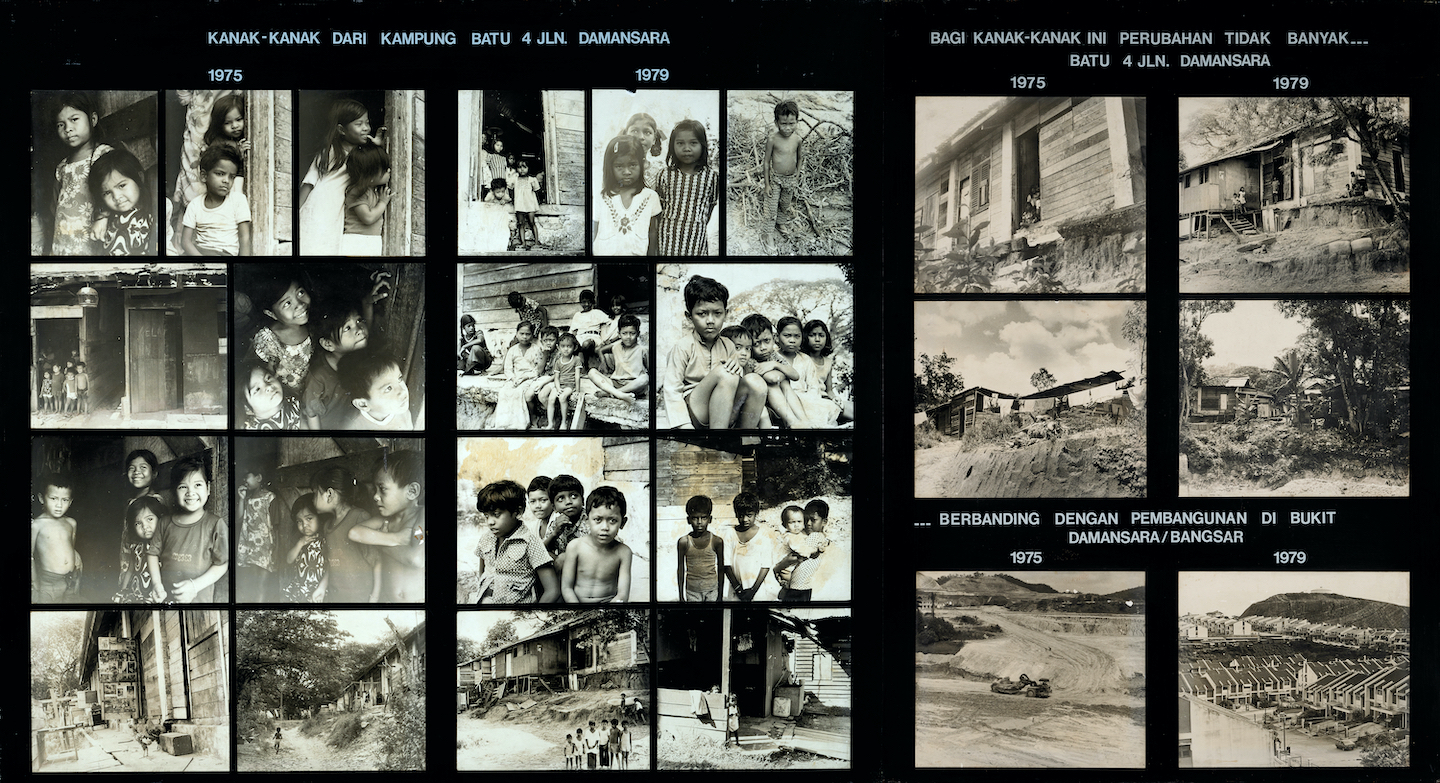 KANAK-KANAK DARI KAMPUNG BATU 4 JLN. DAMANSARA
1975
1979
BAGI KANAK-KANAK INI PERUBAHAN TIDAK BANYAK...
BATU 4 JLN. DAMANSARA
1975
1979
... BERBANDING DENGAN PEMBANGUNAN DI BUKIT
DAMANSARA/BANGSAR
1975
1979